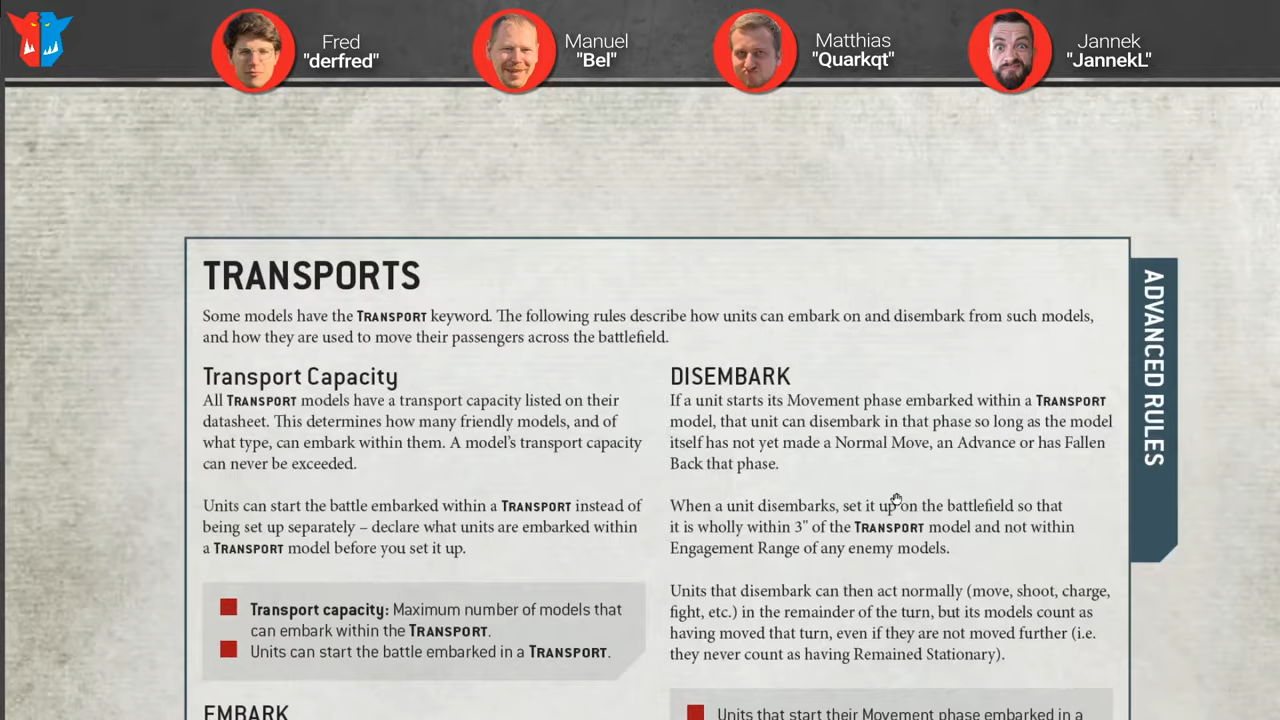 Fred
"derfred"
Manuel
"Bel"
Matthias
"Quarkqt"
Jannek
"JannekL"
TRANSPORTS
Some models have the TRANSPORT keyword. The following rules describe how units can embark on and disembark from such models,
and how they are used to move their passengers across the battlefield.
Transport Capacity
All TRANSPORT models have a transport capacity listed on their
datasheet. This determines how many friendly models, and of
what type, can embark within them. A model's transport capacity
can never be exceeded.
Units can start the battle embarked within a TRANSPORT instead of
being set up separately – declare what units are embarked within
a TRANSPORT model before you set it up.
Transport capacity: Maximum number of models that
can embark within the TRANSPORT.
Units can start the battle embarked in a TRANSPORT.
EMBARK
DISEMBARK
If a unit starts its Movement phase embarked within a TRANSPORT
model, that unit can disembark in that phase so long as the model
itself has not yet made a Normal Move, an Advance or has Fallen
Back that phase.
When a unit disembarks, set it up on the battlefield so that
it is wholly within 3" of the TRANSPORT model and not within
Engagement Range of any enemy models.
Units that disembark can then act normally (move, shoot, charge,
fight, etc.) in the remainder of the turn, but its models count as
having moved that turn, even if they are not moved further (i.e.
they never count as having Remained Stationary).
Units that start their Movement phase embarked in a
ADVANCED RULES